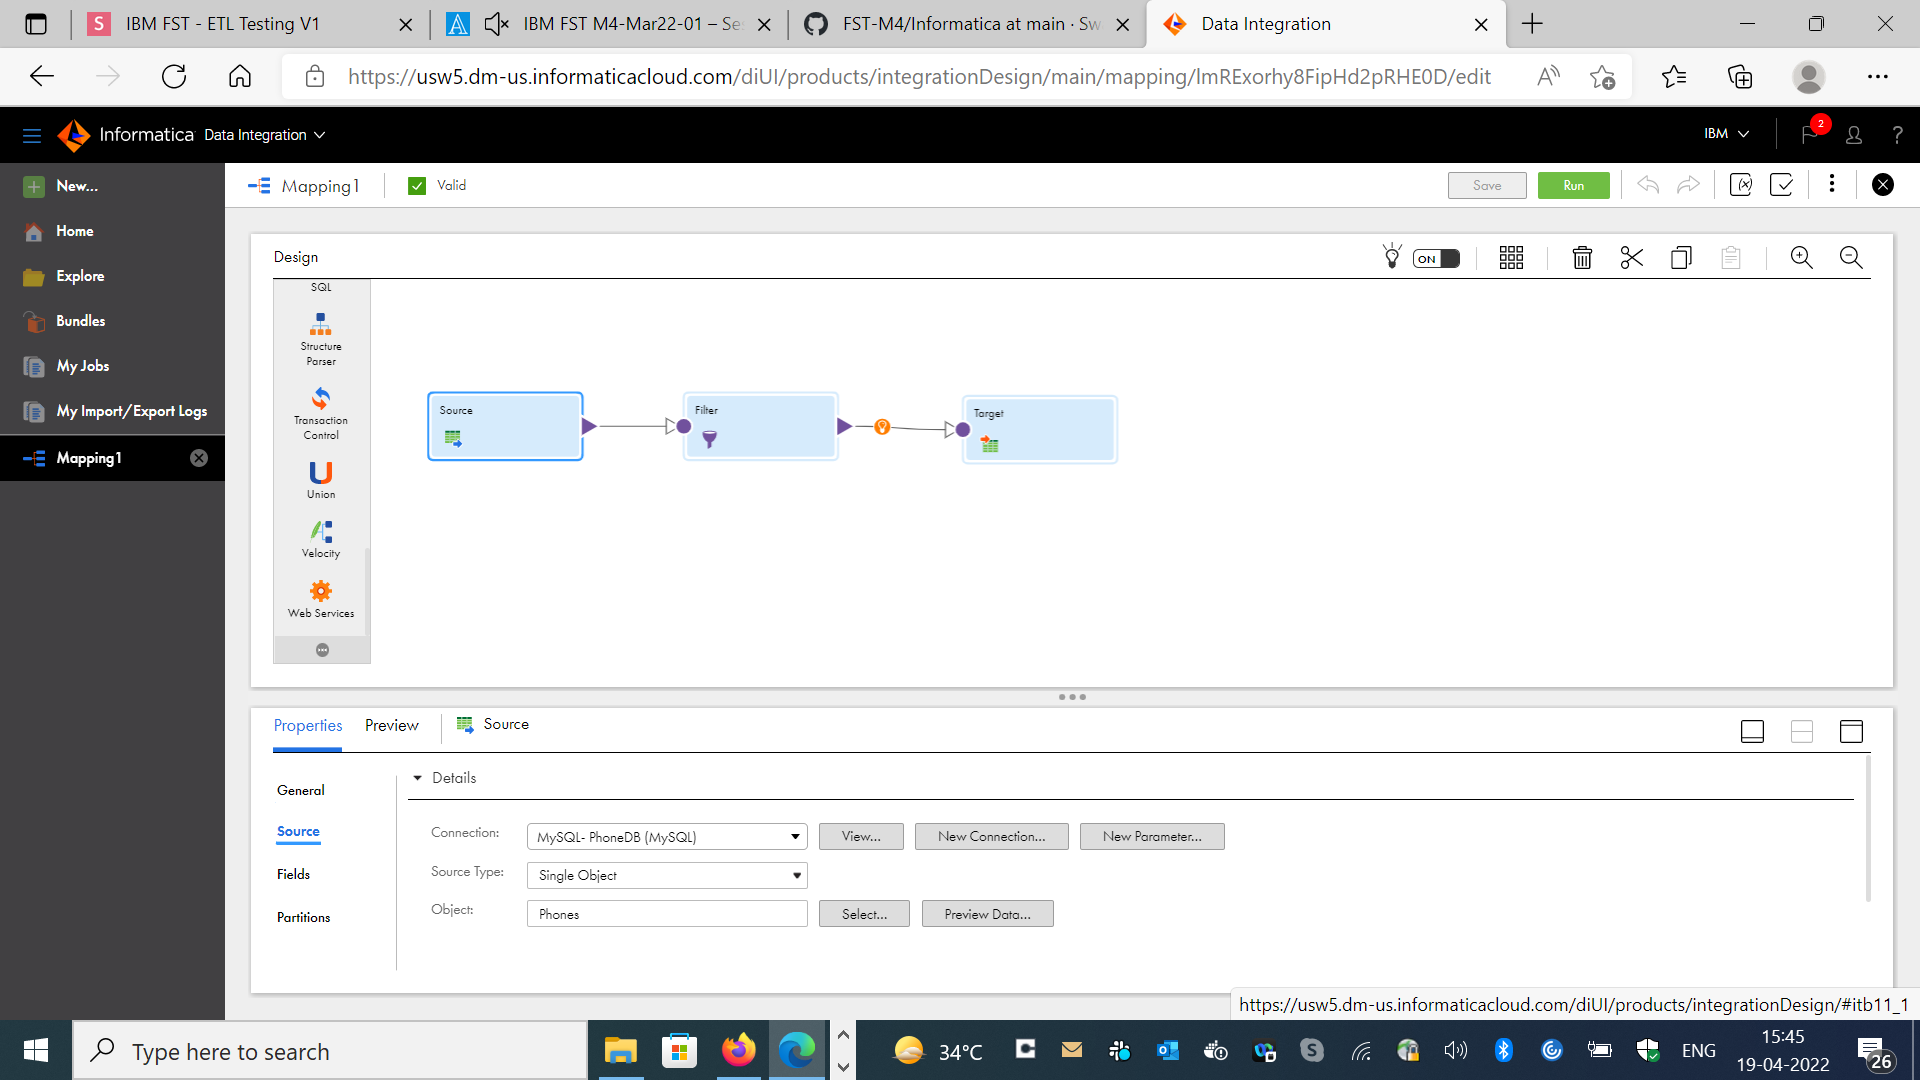 IBM FST - ETL Testing V1
IBM FST M4-Mar22-01 – Ses
FST-M4/Informatica at main · Sw
Data Integration
https://usw5.dm-us.informaticacloud.com/diUI/products/integrationDesign/main/mapping/lmRExorhy8FipHd2pRHE0D/edit
Informatica Data Integration
IBM
2
?
New...
Home
Explore
Bundles
My Jobs
My Import/Export Logs
Mapping1
Mapping1
Valid
Save
Run
Design
ON
SQL
Structure
Parser
Transaction
Control
Union
Velocity
Web Services
Source
Filter
Target
Properties
Preview
Source
General
Source
Fields
Partitions
Details
Connection:
MySQL- PhoneDB (MySQL)
View...
New Connection...
New Parameter...
Source Type:
Single Object
Object:
Phones
Select...
Preview Data...
https://usw5.dm-us.informaticacloud.com/diUI/products/integrationDesign/#itb11_1
Type here to search
34°C
ENG
15:45
19-04-2022
26